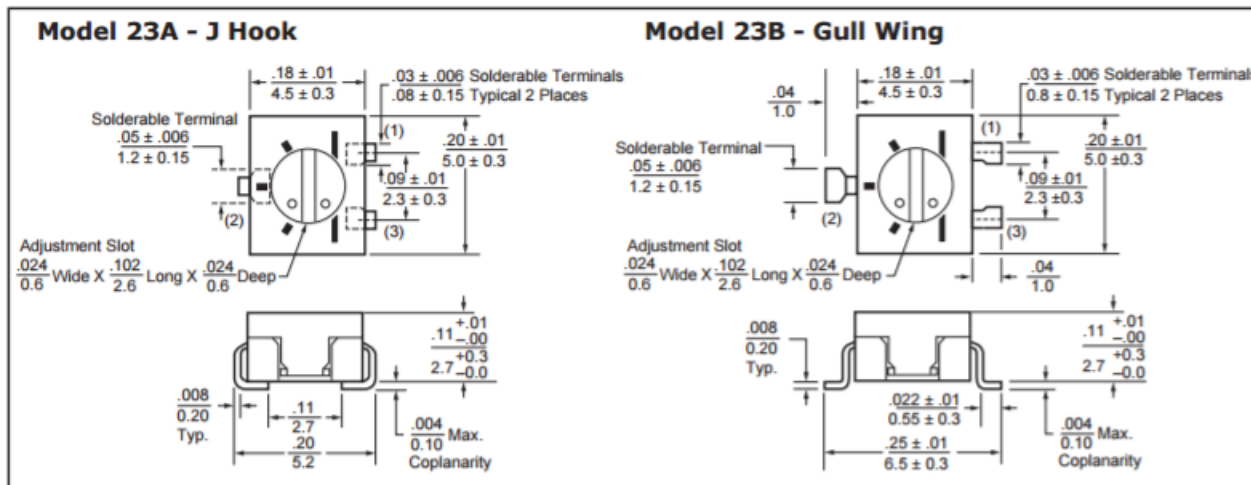 Model 23A - J Hook
.18 ± .01
4.5 ± 0.3
.03 ± .006 Solderable Terminals
.08 ± 0.15 Typical 2 Places
Solderable Terminal
.05 ± .006
1.2 ± 0.15
(1)
.20 ± .01
5.0 ± 0.3
.09 ± .01
2.3 ± 0.3
(2)
(3)
Adjustment Slot
.024 Wide X .102 Long X .024 Deep
0.6 2.6 0.6
+.01
.11 –.00
+0.3
2.7 –0.0
.008
0.20
Typ.
.11
2.7
.20
5.2
.004
0.10 Max.
Coplanarity
Model 23B - Gull Wing
.04
1.0
.18 ± .01
4.5 ± 0.3
.03 ± .006 Solderable Terminals
0.8 ± 0.15 Typical 2 Places
Solderable Terminal
.05 ± .006
1.2 ± 0.15
(1)
.20 ±.01
5.0 ±0.3
.09 ±.01
2.3 ±0.3
(2)
(3)
Adjustment Slot
.024 Wide X .102 Long X .024 Deep
0.6 2.6 0.6
.04
1.0
.008
0.20
Typ.
+.01
.11 –.00
+0.3
2.7 –0.0
.022 ± .01
0.55 ± 0.3
.25 ± .01
6.5 ± 0.3
.004
0.10 Max.
Coplanarity